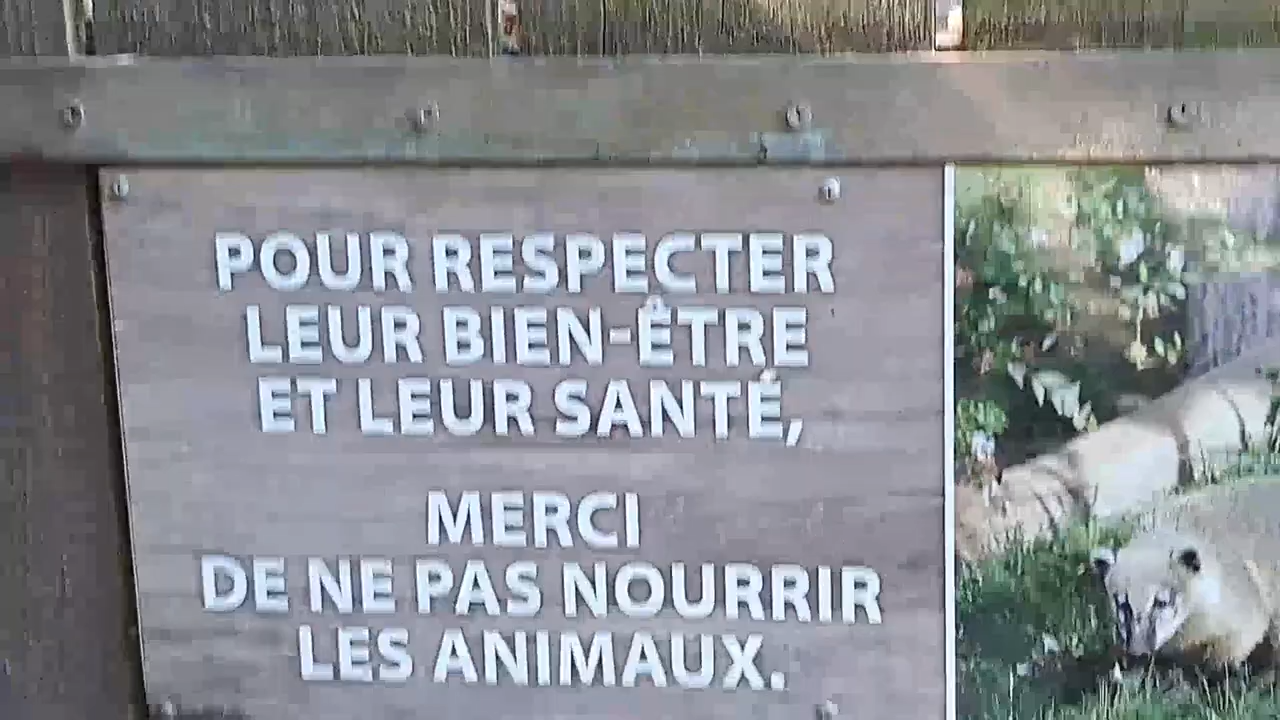 POUR RESPECTER
LEUR BIEN-ÊTRE
ET LEUR SANTÉ,
MERCI
DE NE PAS NOURRIR
LES ANIMAUX.